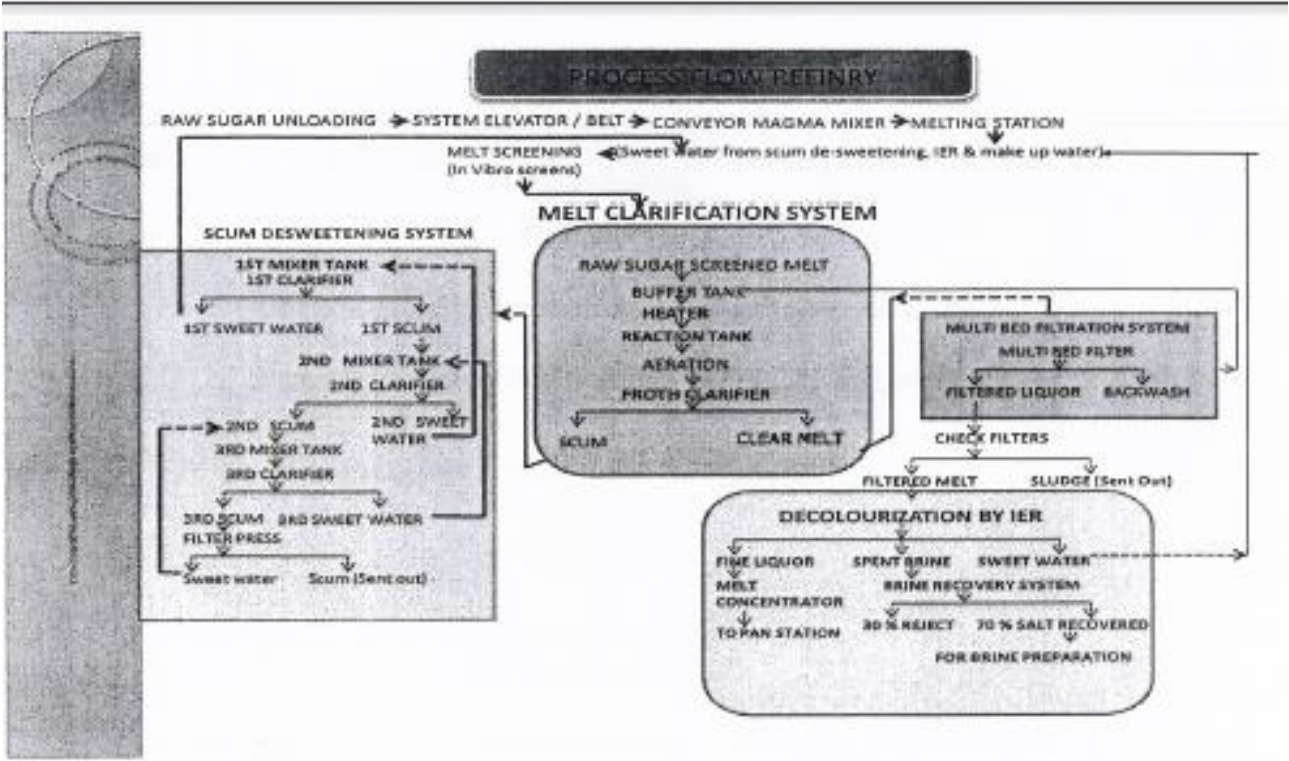 PROCESS FLOW REFINRY
RAW SUGAR UNLOADING → SYSTEM ELEVATOR / BELT → CONVEYOR MAGMA MIXER → MELTING STATION
MELT SCREENING (Sweet Water from scum de-sweetening, IER & make up water)
(In Vibro screens)
MELT CLARIFICATION SYSTEM
RAW SUGAR SCREENED MELT
BUFFER TANK
HEATER
REACTION TANK
AERATION
FROTH CLARIFIER
SCUM
CLEAR MELT
SCUM DESWEETENING SYSTEM
1ST MIXER TANK
1ST CLARIFIER
1ST SWEET WATER
1ST SCUM
2ND MIXER TANK
2ND CLARIFIER
2ND SCUM
2ND SWEET
WATER
3RD MIXER TANK
3RD CLARIFIER
3RD SCUM
3RD SWEET WATER
FILTER PRESS
Sweet water
Scum (Sent out)
MULTI BED FILTRATION SYSTEM
MULTI BED FILTER
FILTERED LIQUOR
BACKWASH
CHECK FILTERS
FILTERED MELT
SLUDGE (Sent Out)
DECOLOURIZATION BY IER
FINE LIQUOR
SPENT BRINE
SWEET WATER
MELT
CONCENTRATOR
BRINE RECOVERY SYSTEM
TO PAN STATION
30 % REJECT
70 % SALT RECOVERED
FOR BRINE PREPARATION